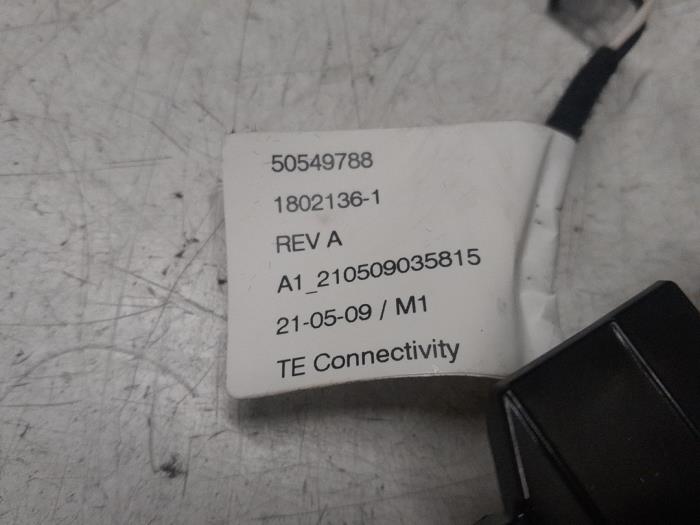 50549788
1802136-1
REV A
A1_210509035815
21-05-09 / M1
TE Connectivity